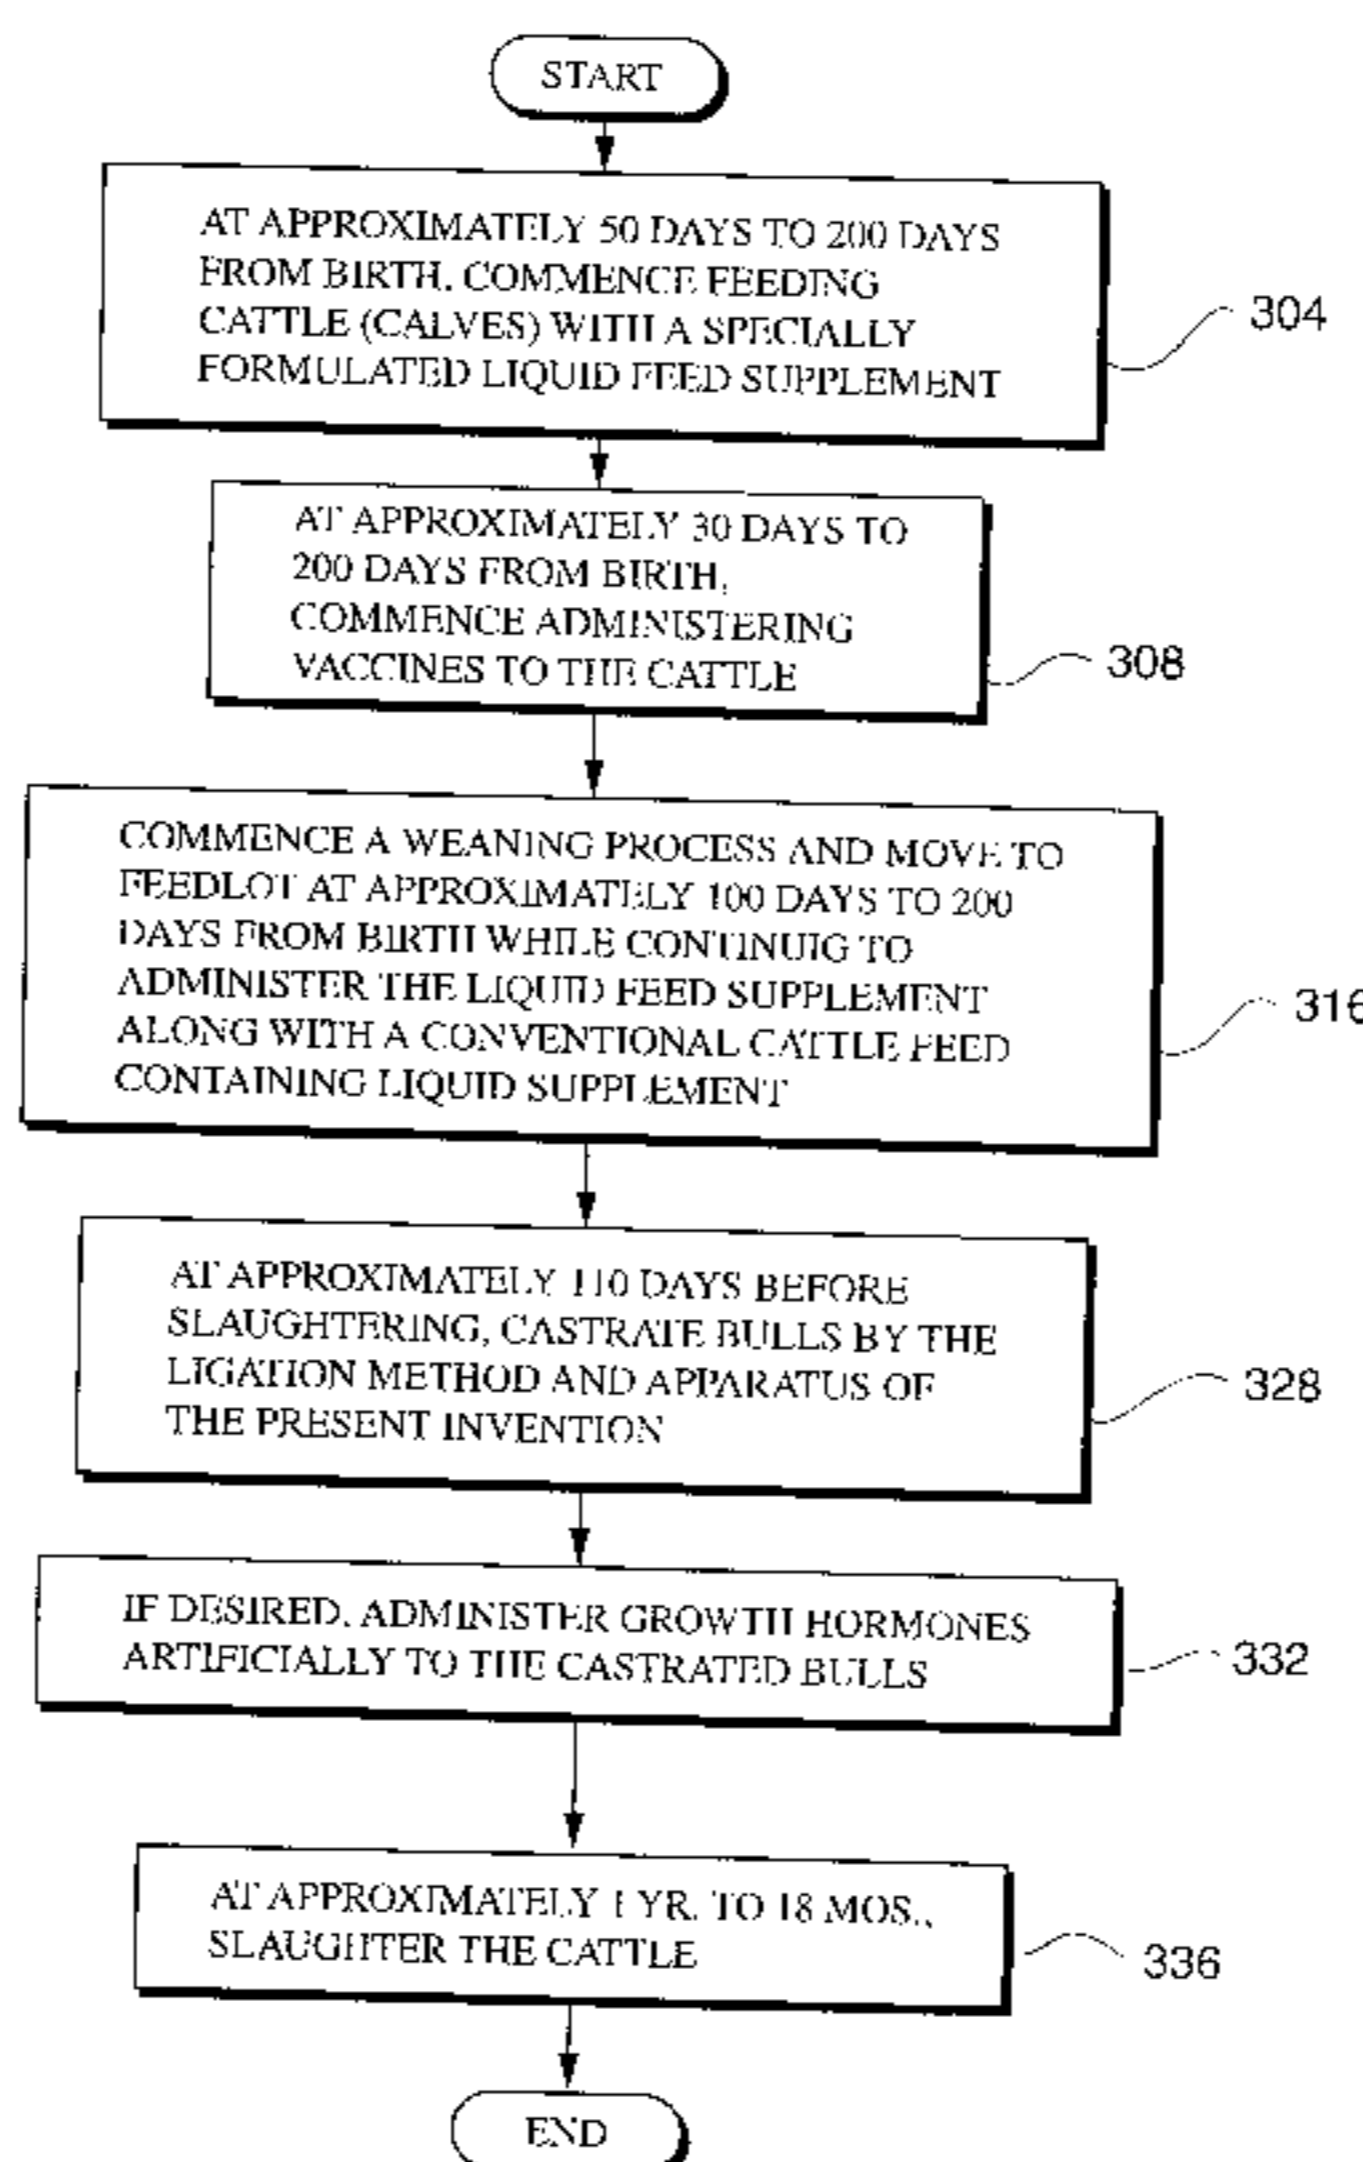 START
AT APPROXIMATELY 50 DAYS TO 200 DAYS
FROM BIRTH, COMMENCE FEEDING
CATTLE (CALVES) WITH A SPECIALLY
FORMULATED LIQUID FEED SUPPLEMENT
304
AT APPROXIMATELY 30 DAYS TO
200 DAYS FROM BIRTH,
COMMENCE ADMINISTERING
VACCINES TO THE CATTLE
308
COMMENCE A WEANING PROCESS AND MOVE TO
FEEDLOT AT APPROXIMATELY 100 DAYS TO 200
DAYS FROM BIRTH WHILE CONTINUIG TO
ADMINISTER THE LIQUID FEED SUPPLEMENT
ALONG WITH A CONVENTIONAL CATTLE FEED
CONTAINING LIQUID SUPPLEMENT
316
AT APPROXIMATELY 110 DAYS BEFORE
SLAUGHTERING, CASTRATE BULLS BY THE
LIGATION METHOD AND APPARATUS OF
THE PRESENT INVENTION
328
IF DESIRED, ADMINISTER GROWTH HORMONES
ARTIFICIALLY TO THE CASTRATED BULLS
332
AT APPROXIMATELY 1 YR. TO 18 MOS.,
SLAUGHTER THE CATTLE
336
END